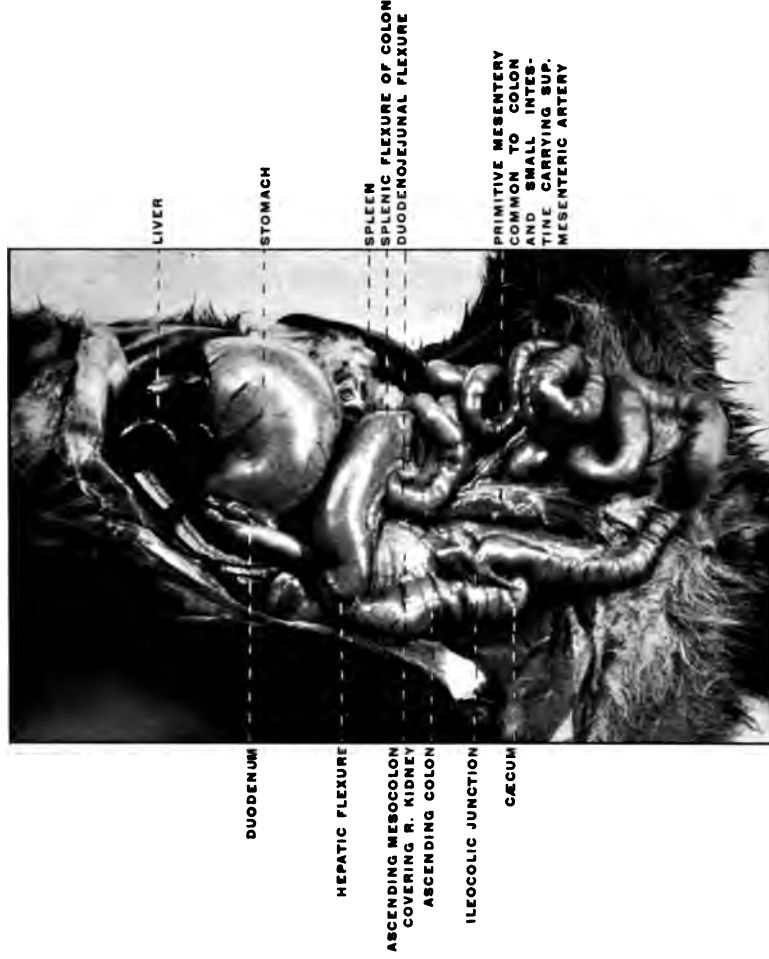 LIVER
STOMACH
SPLEEN
SPLENIC FLEXURE OF COLON
DUODENOJEJUNAL FLEXURE
PRIMITIVE MESENTERY
COMMON TO COLON
AND SMALL INTES-
TINE CARRYING SUP.
MESENTERIC ARTERY
DUODENUM
HEPATIC FLEXURE
ASCENDING MESOCOLON
COVERING R. KIDNEY
ASCENDING COLON
ILEOCOLIC JUNCTION
CÆCUM